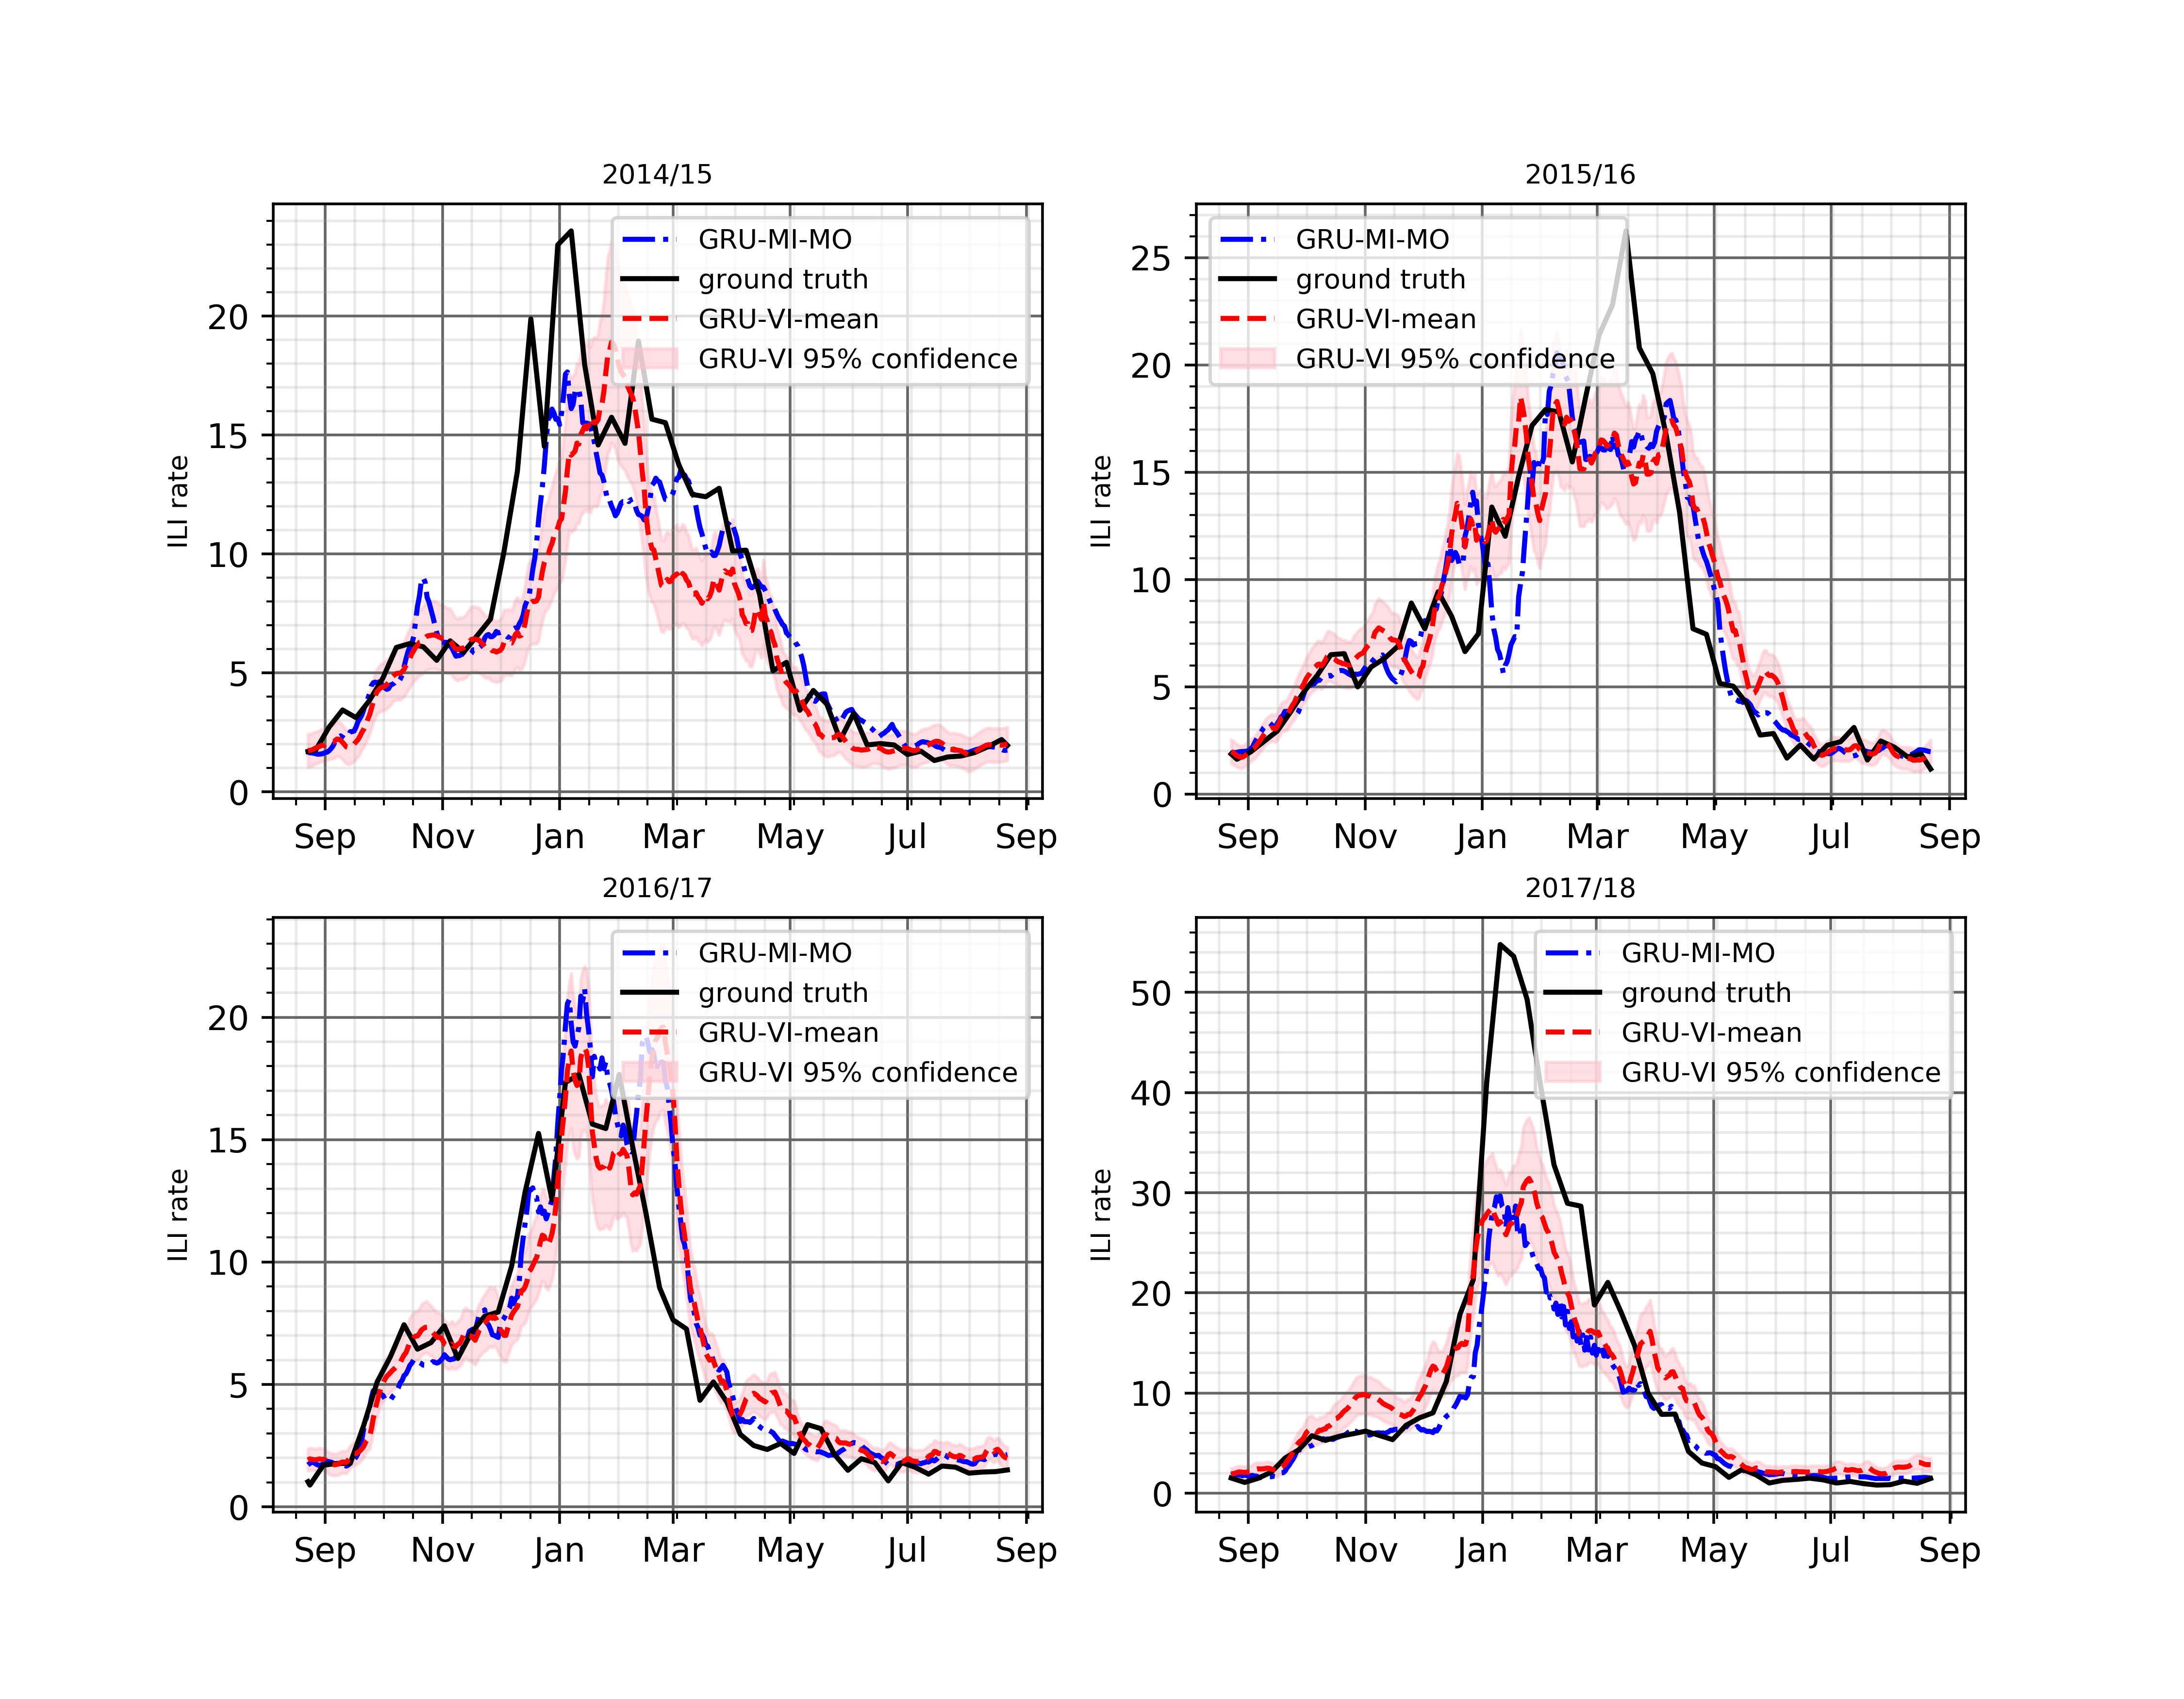 2014/15
ILI rate
20
15
10
5
0
Sep Nov Jan Mar May Jul Sep
GRU-MI-MO
ground truth
GRU-VI-mean
GRU-VI 95% confidence
2015/16
ILI rate
25
20
15
10
5
0
Sep Nov Jan Mar May Jul Sep
GRU-MI-MO
ground truth
GRU-VI-mean
GRU-VI 95% confidence
2016/17
ILI rate
20
15
10
5
0
Sep Nov Jan Mar May Jul Sep
GRU-MI-MO
ground truth
GRU-VI-mean
GRU-VI 95% confidence
2017/18
ILI rate
50
40
30
20
10
0
Sep Nov Jan Mar May Jul Sep
GRU-MI-MO
ground truth
GRU-VI-mean
GRU-VI 95% confidence